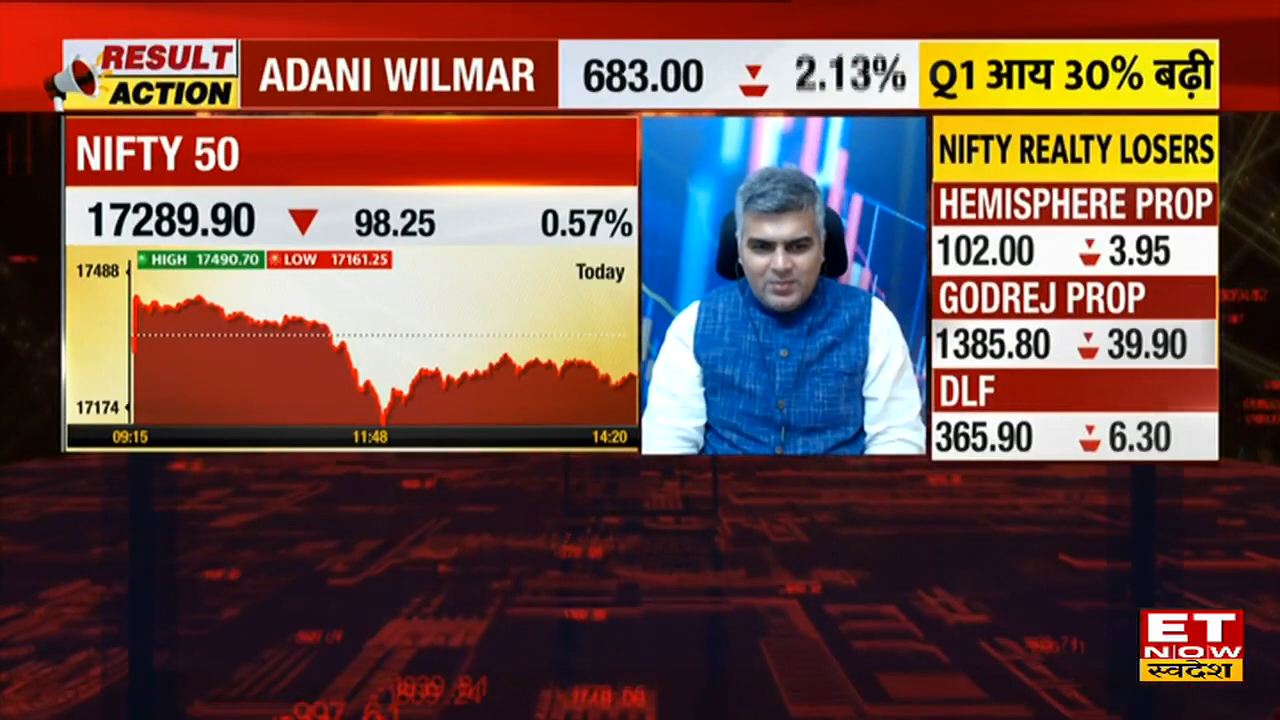 RESULT
ACTION
ADANI WILMAR
683.00
2.13%
Q1 आय 30% बढ़ी
NIFTY 50
17289.90
98.25
0.57%
HIGH 17490.70
LOW 17161.25
Today
17488
17174
09:15
11:48
14:20
NIFTY REALTY LOSERS
HEMISPHERE PROP
102.00
3.95
GODREJ PROP
1385.80
39.90
DLF
365.90
6.30
ET
NOW
स्वदेश